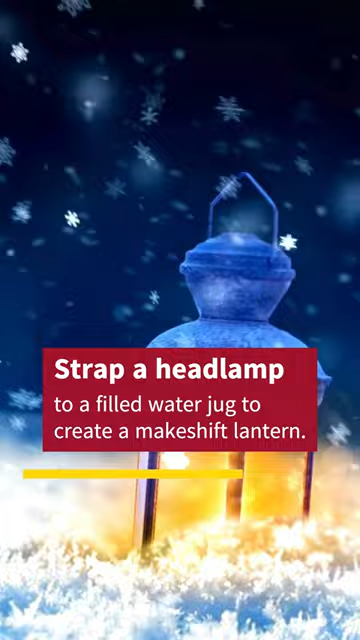 Strap a headlamp
to a filled water jug to
create a makeshift lantern.